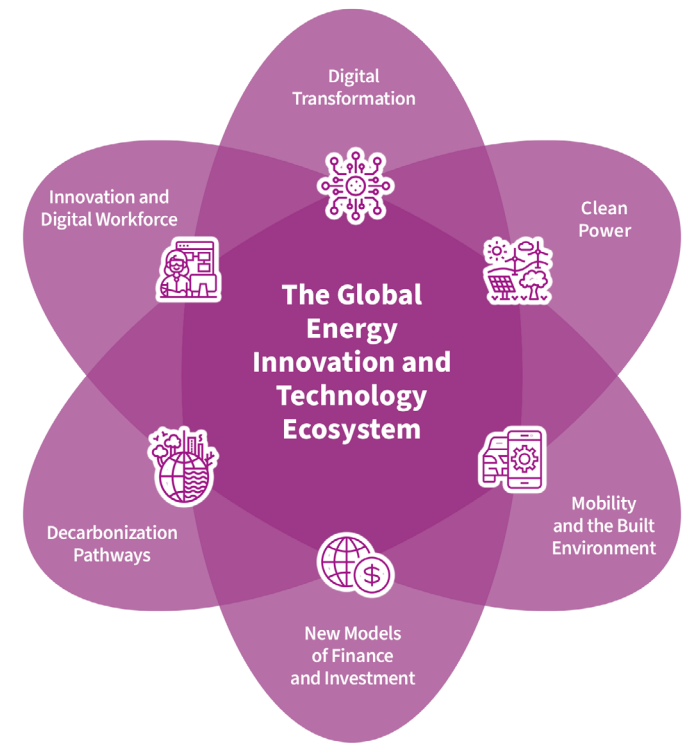 Digital
Transformation
Innovation and
Digital Workforce
Clean
Power
The Global
Energy
Innovation and
Technology
Ecosystem
Decarbonization
Pathways
Mobility
and the Built
Environment
$
New Models
of Finance
and Investment